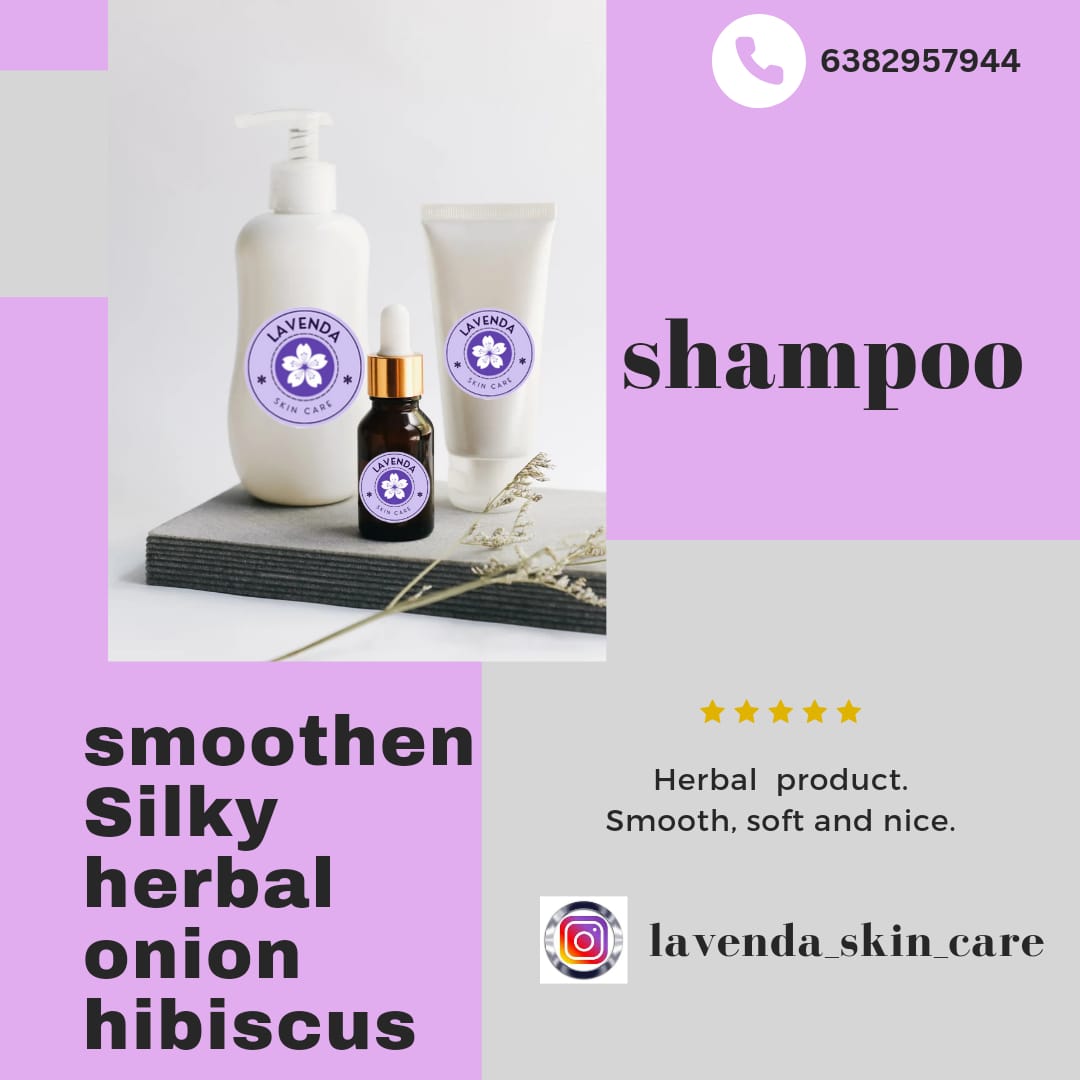 6382957944
LAVENDA
SKIN CARE
LAVENDA
SKIN CARE
LAVENDA
SKIN CARE
shampoo
smoothen
Silky
herbal
onion
hibiscus
Herbal product.
Smooth, soft and nice.
lavenda_skin_care